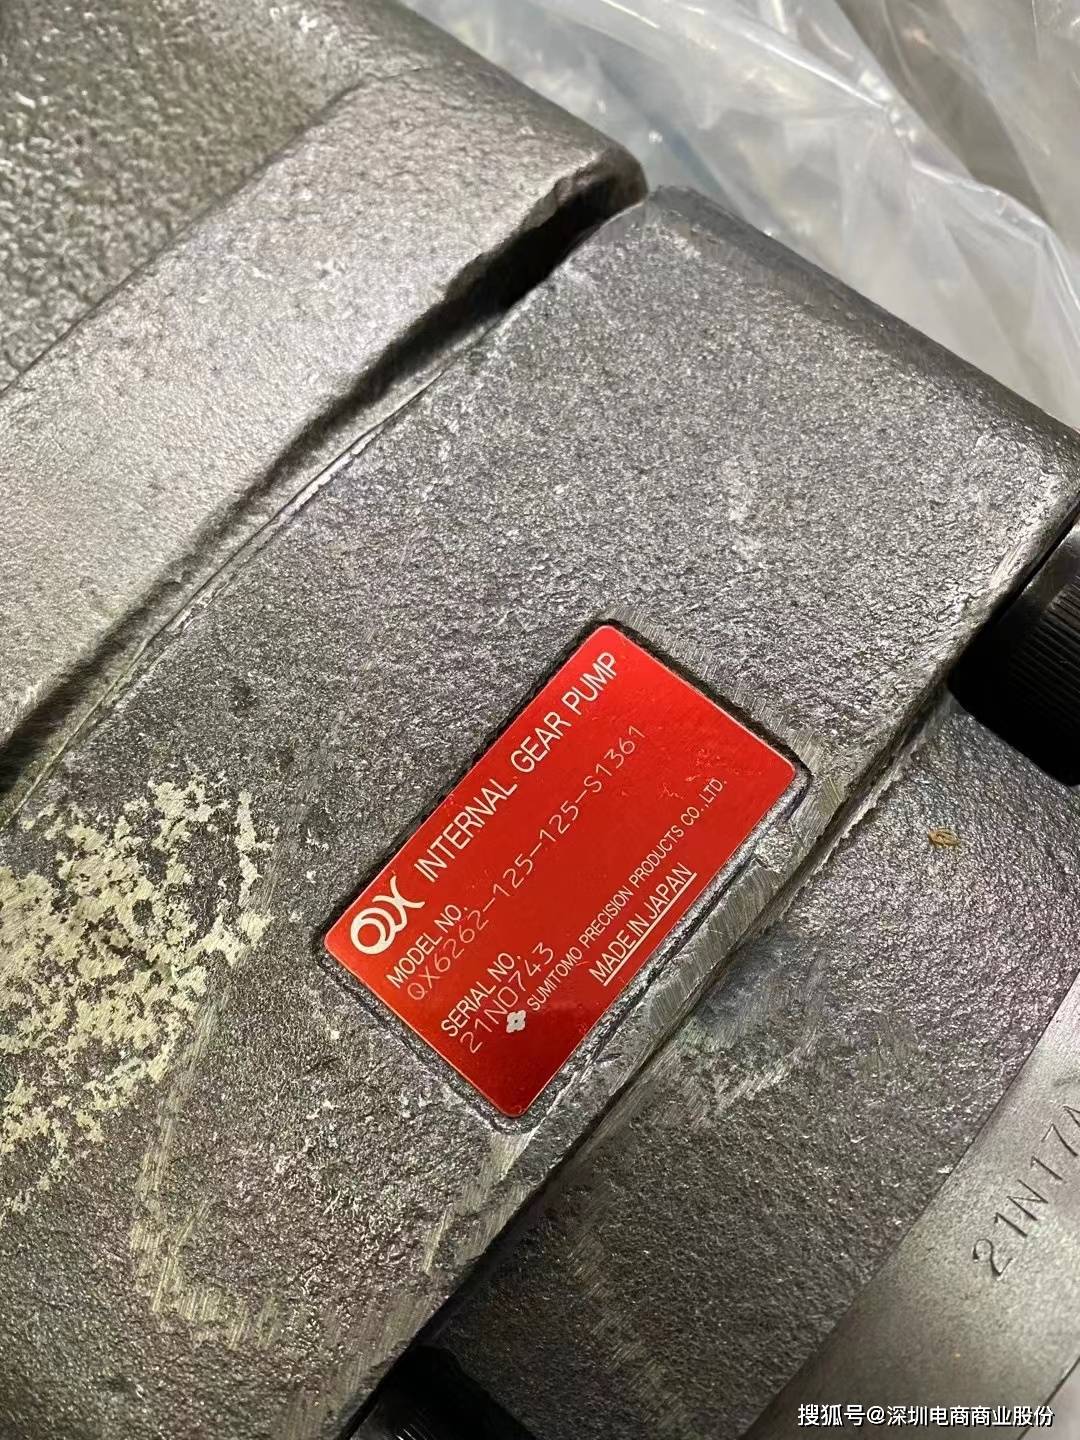 QX INTERNAL GEAR PUMP
MODEL NO.
QX6262-125-125-S1361
SERIAL NO.
21N0743
SUMITOMO PRECISION PRODUCTS CO.,LTD.
MADE IN JAPAN
21N17A
搜狐号@深圳电商商业股份